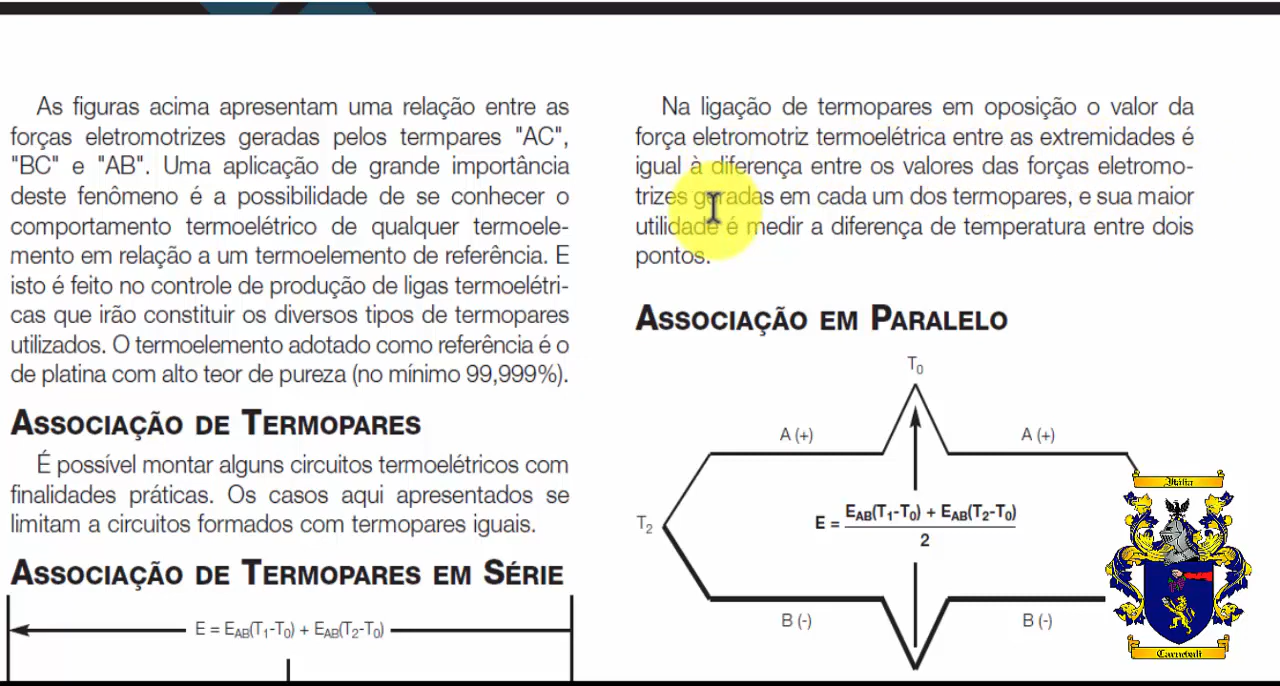 As figuras acima apresentam uma relação entre as
forças eletromotrizes geradas pelos termpares "AC",
"BC" e "AB". Uma aplicação de grande importância
deste fenômeno é a possibilidade de se conhecer o
comportamento termoelétrico de qualquer termoele-
mento em relação a um termoelemento de referência. E
isto é feito no controle de produção de ligas termoelétri-
cas que irão constituir os diversos tipos de termopares
utilizados. O termoelemento adotado como referência é o
de platina com alto teor de pureza (no mínimo 99,999%).
ASSOCIAÇÃO DE TERMOPARES
É possível montar alguns circuitos termoelétricos com
finalidades práticas. Os casos aqui apresentados se
limitam a circuitos formados com termopares iguais.
ASSOCIAÇÃO DE TERMOPARES EM SÉRIE
E = EAB(T1-T0) + EAB(T2-T0)
Na ligação de termopares em oposição o valor da
força eletromotriz termoelétrica entre as extremidades é
igual à diferença entre os valores das forças eletromo-
trizes geradas em cada um dos termopares, e sua maior
utilidade é medir a diferença de temperatura entre dois
pontos.
ASSOCIAÇÃO EM PARALELO
T0
A (+) A (+)
T2
E = EAB(T1-T0) + EAB(T2-T0)
2
B (-) B (-)
Itália
Carnevali